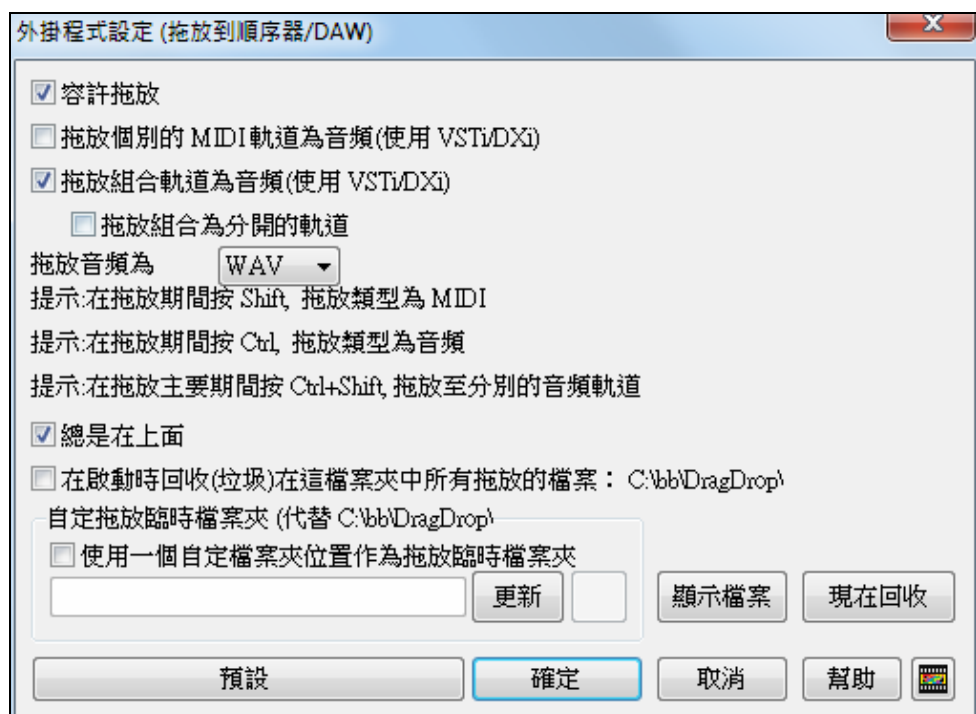 外掛程式設定 (拖放到順序器/DAW)
容許拖放
拖放個別的 MIDI 軌道為音頻(使用 VSTi/DXi)
拖放組合軌道為音頻(使用 VSTi/DXi)
拖放組合為分開的軌道
拖放音頻為 WAV
提示:在拖放期間按 Shift, 拖放類型為 MIDI
提示:在拖放期間按 Ctrl, 拖放類型為音頻
提示:在拖放主要期間按 Ctrl+Shift, 拖放至分別的音頻軌道
總是在上面
在啟動時回收(垃圾)在這檔案夾中所有拖放的檔案： C:\bb\DragDrop\
自定拖放臨時檔案夾 (代替 C:\bb\DragDrop\
使用一個自定檔案夾位置作為拖放臨時檔案夾
更新 顯示檔案 現在回收
預設 確定 取消 幫助